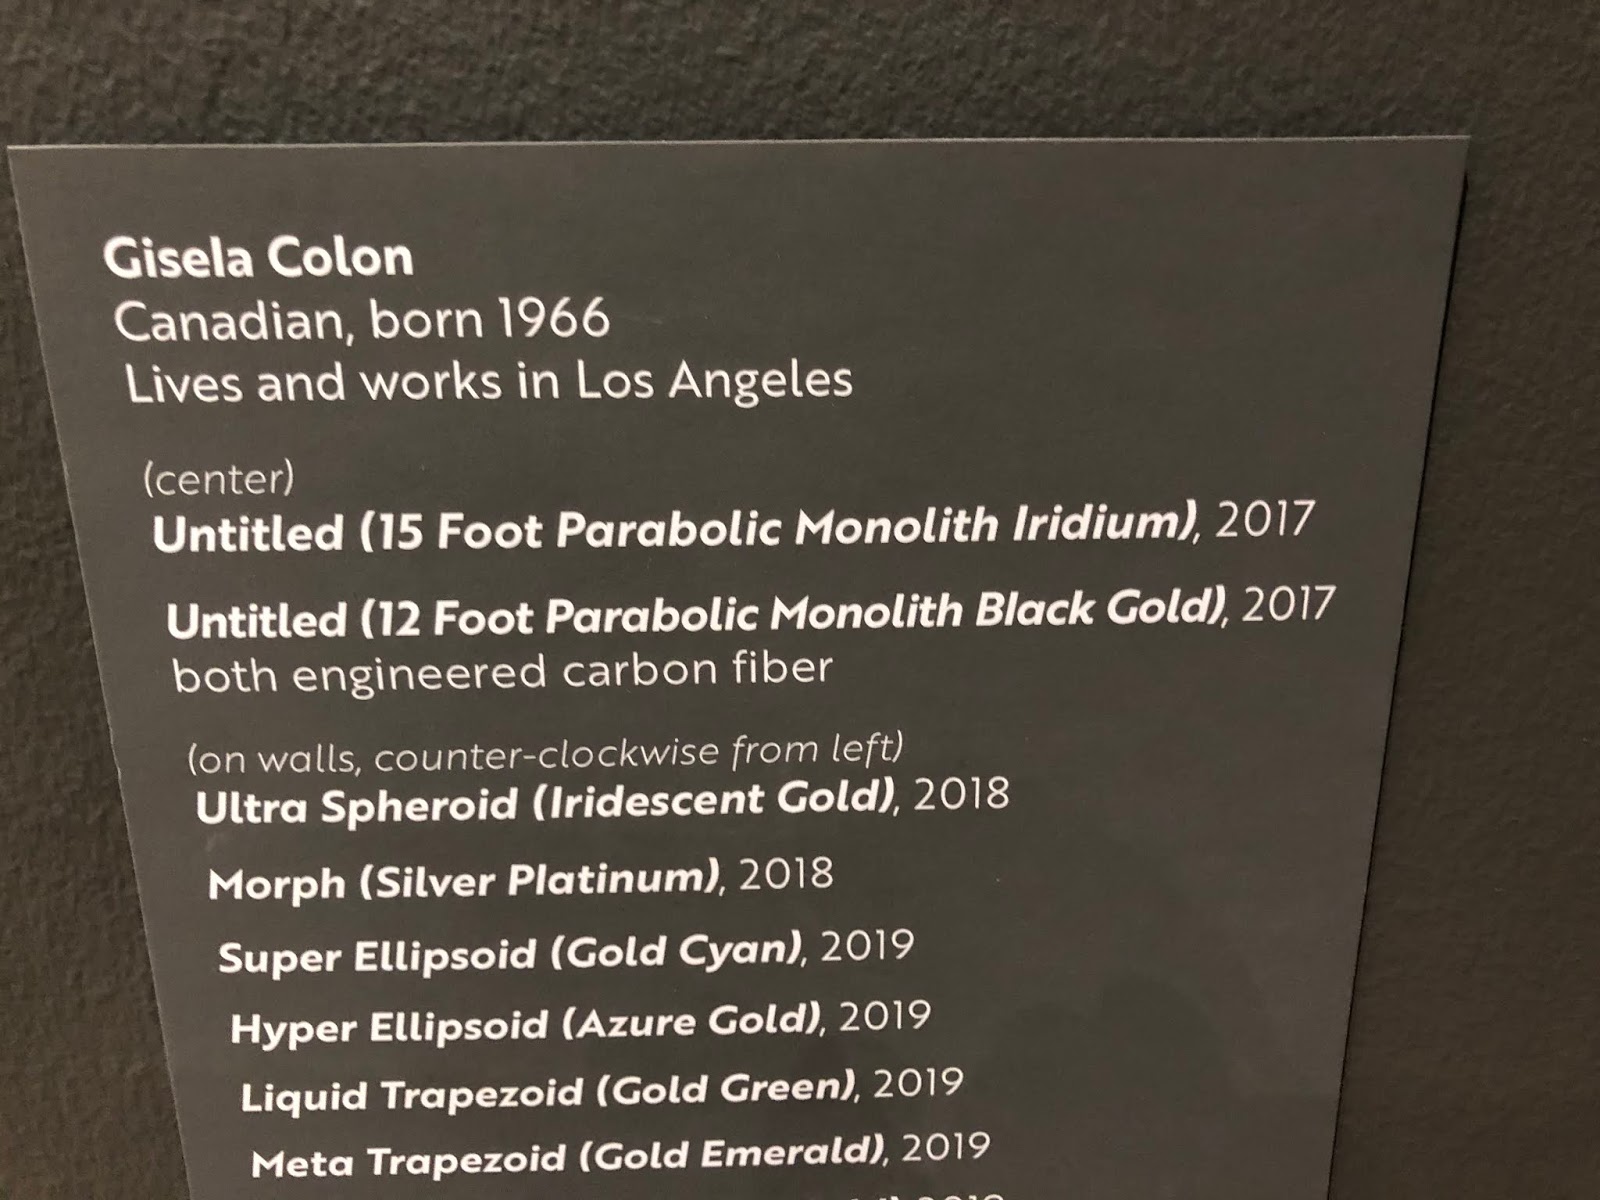 Gisela Colon
Canadian, born 1966
Lives and works in Los Angeles
(center)
Untitled (15 Foot Parabolic Monolith Iridium), 2017
Untitled (12 Foot Parabolic Monolith Black Gold), 2017
both engineered carbon fiber
(on walls, counter-clockwise from left)
Ultra Spheroid (Iridescent Gold), 2018
Morph (Silver Platinum), 2018
Super Ellipsoid (Gold Cyan), 2019
Hyper Ellipsoid (Azure Gold), 2019
Liquid Trapezoid (Gold Green), 2019
Meta Trapezoid (Gold Emerald), 2019